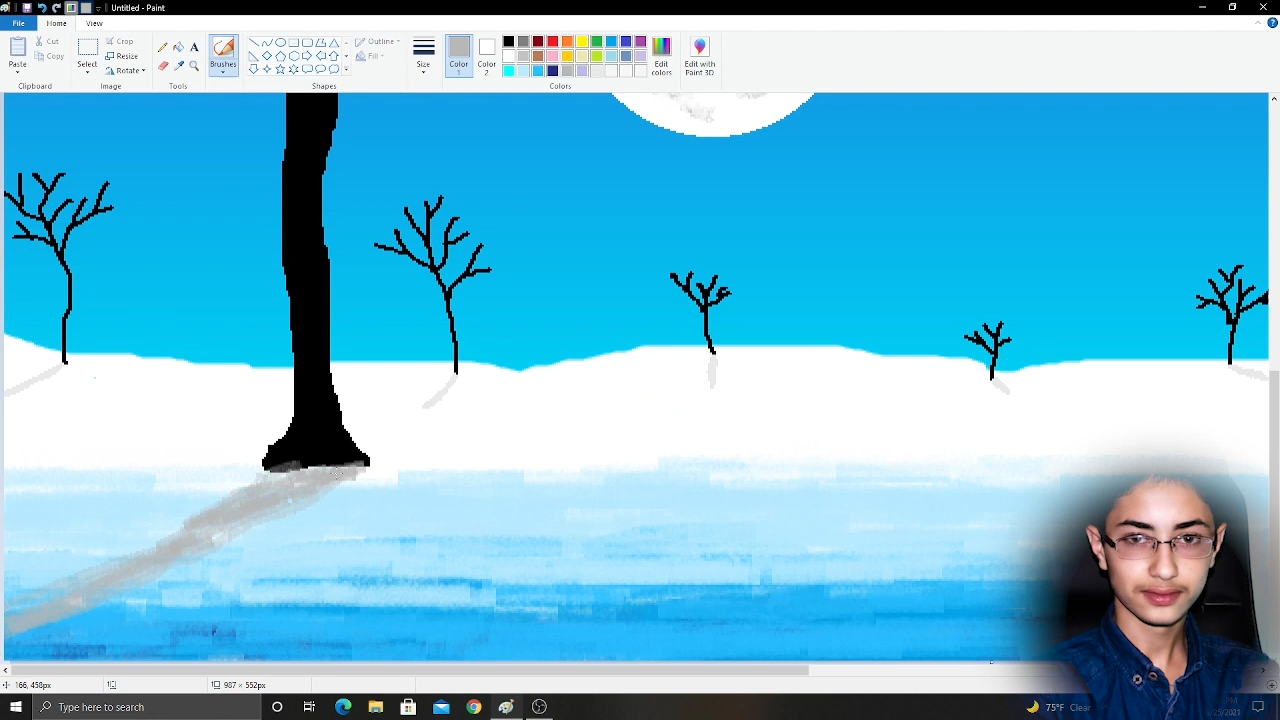 Untitled - Paint
File Home View
Paste
Cut
Copy
Clipboard
Select
Crop
Resize
Rotate
Image
Tools
Brushes
Shapes
Outline
Fill
Size
Color 1
Color 2
Edit colors
Colors
Edit with Paint 3D
166, 458px
987 × 552px
Type here to search
75°F Clear